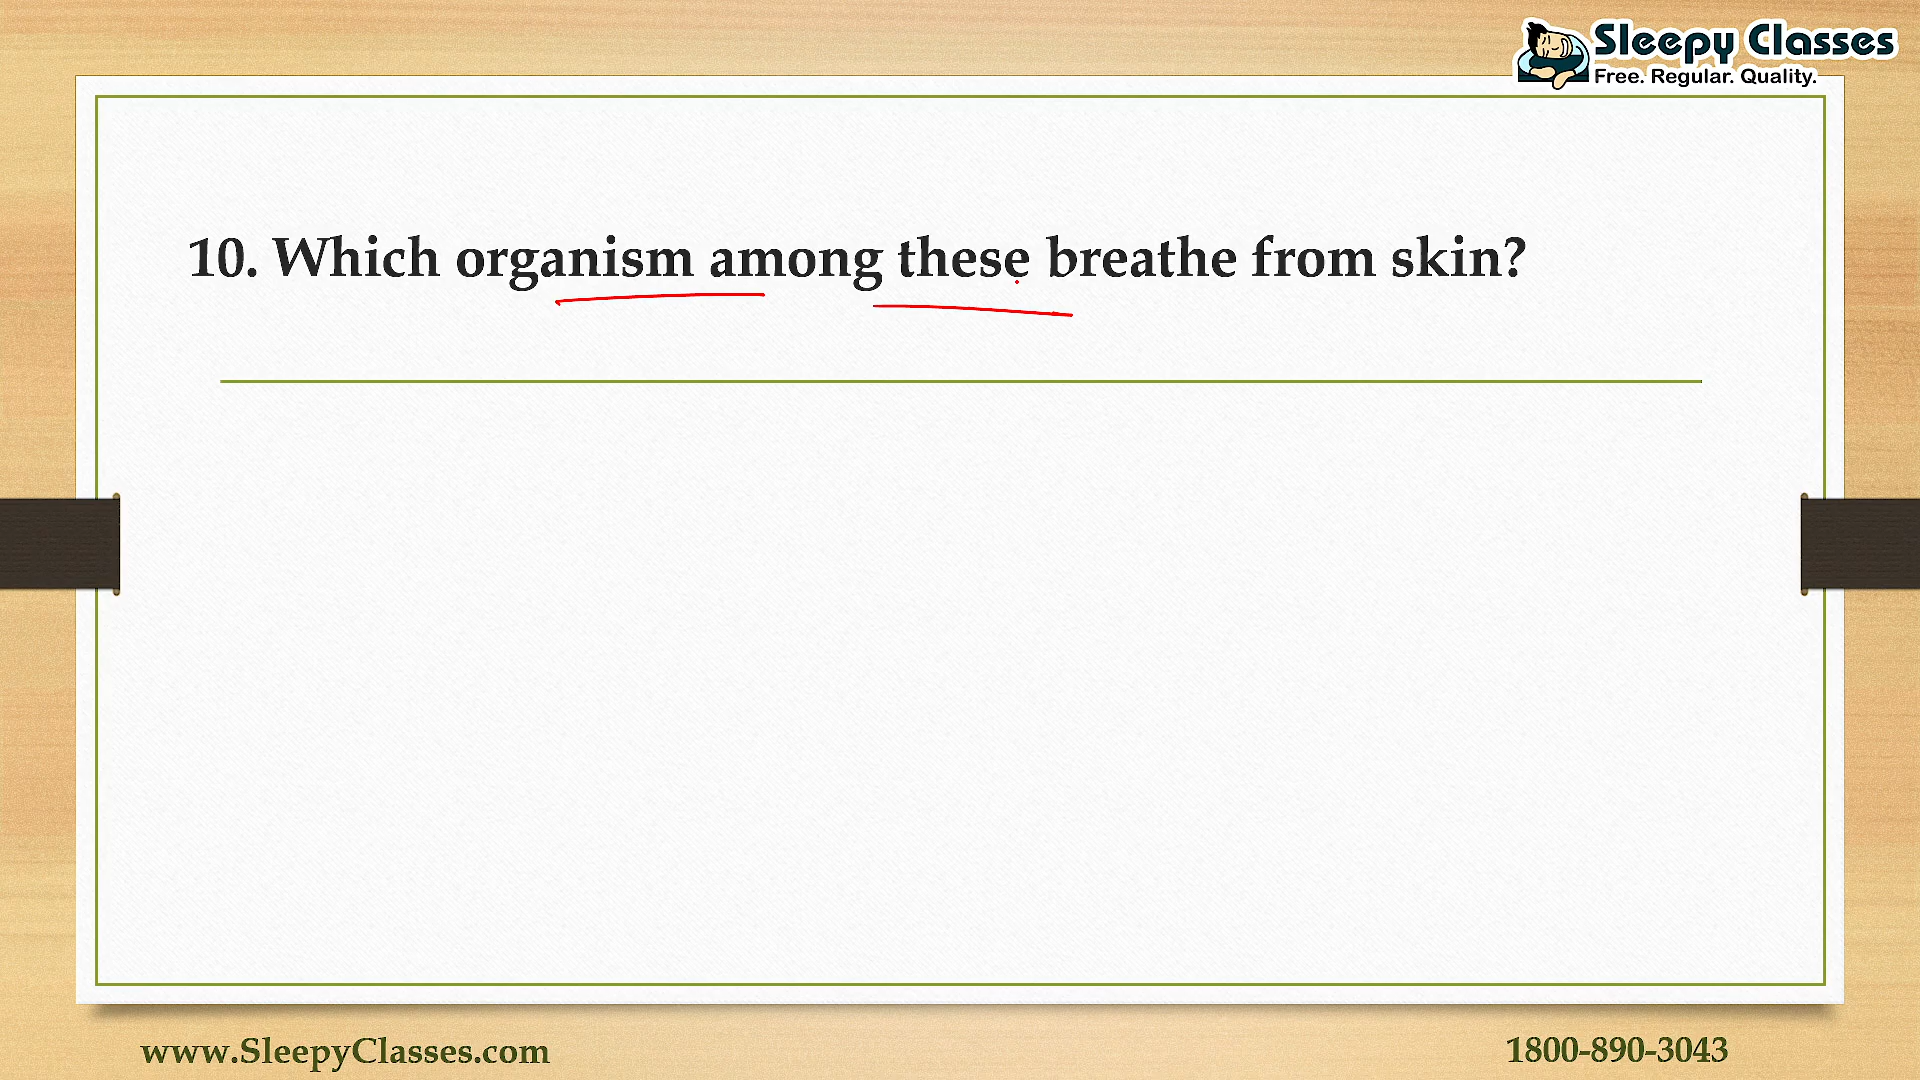 Sleepy Classes
Free. Regular. Quality.
10. Which organism among these breathe from skin?
www.SleepyClasses.com
1800-890-3043